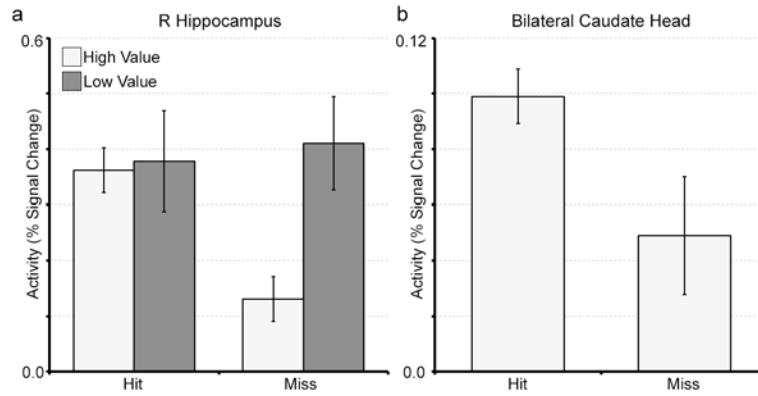 a
R Hippocampus
0.6
High Value
Low Value
Activity (% Signal Change)
0.0
Hit
Miss
b
Bilateral Caudate Head
0.12
Activity (% Signal Change)
0.0
Hit
Miss